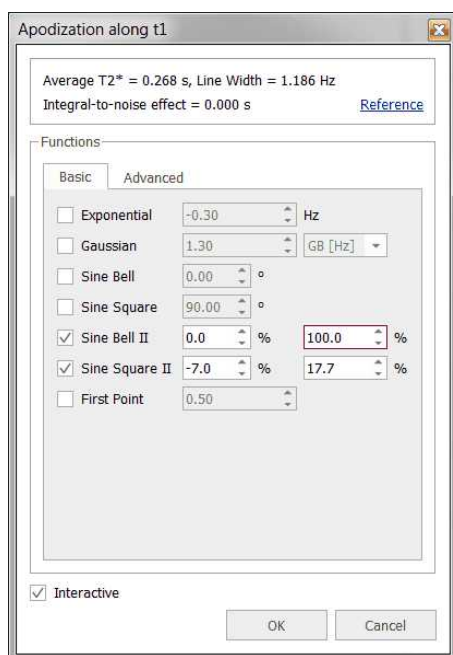 Apodization along t1
Average T2* = 0.268 s, Line Width = 1.186 Hz
Integral-to-noise effect = 0.000 s Reference
Functions
Basic Advanced
Exponential -0.30 Hz
Gaussian 1.30 GB [Hz]
Sine Bell 0.00 °
Sine Square 90.00 °
Sine Bell II 0.0 % 100.0 %
Sine Square II -7.0 % 17.7 %
First Point 0.50
Interactive
OK Cancel